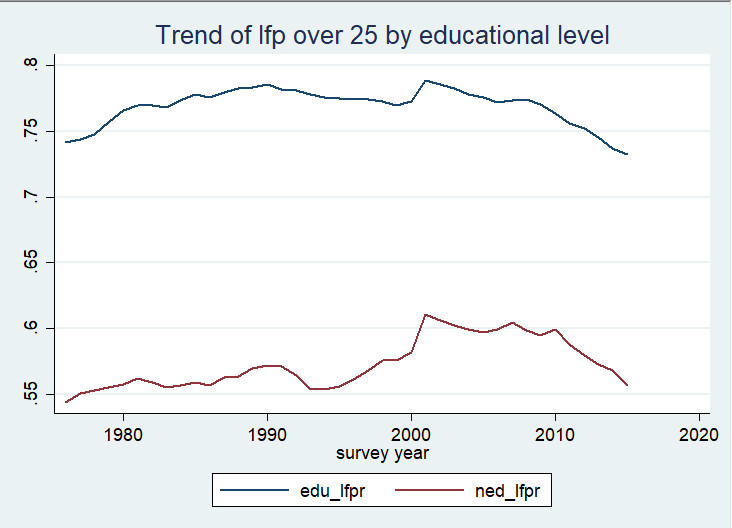 Trend of lfp over 25 by educational level
.8
.75
.7
.65
.6
.55
1980 1990 2000 2010 2020
survey year
edu_lfpr ned_lfpr